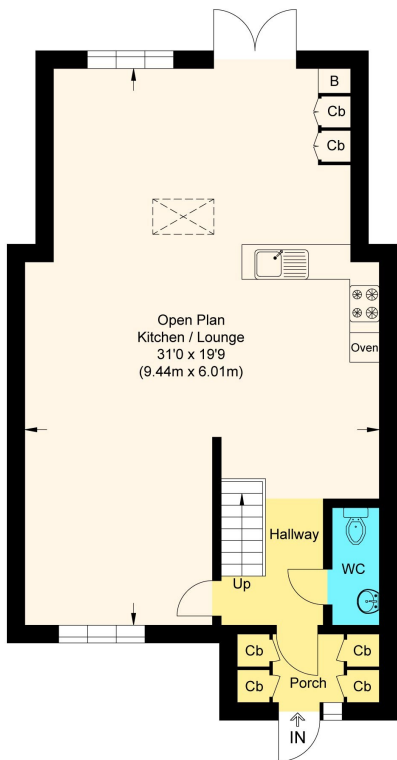 B
Cb
Cb
Open Plan
Kitchen / Lounge
31'0 x 19'9
(9.44m x 6.01m)
Oven
Hallway
WC
Up
Cb
Cb
Porch
Cb
Cb
IN